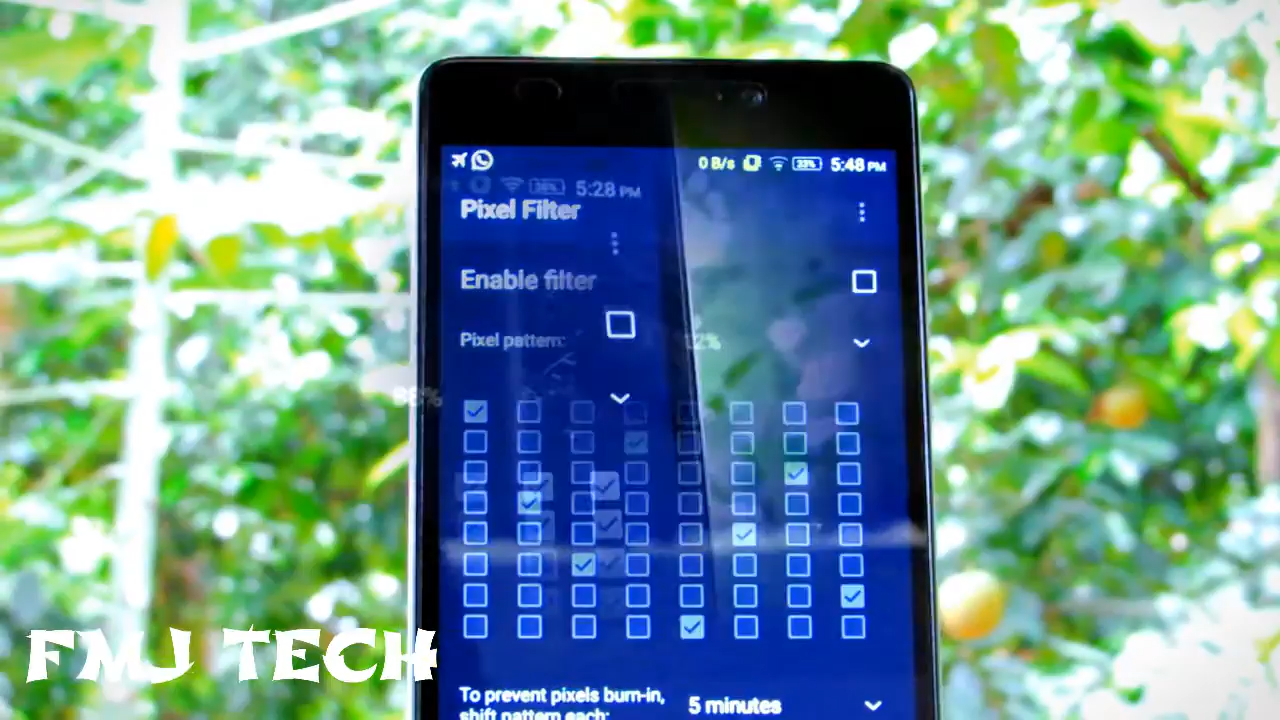 0 B/s 33% 5:48 PM
5:28 PM
Pixel Filter
Enable filter
Pixel pattern: 12%
To prevent pixels burn-in, 5 minutes
shift pattern each:
FMJ TECH